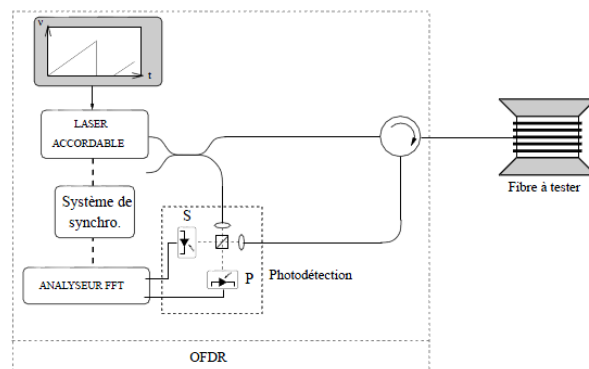 ν
t
LASER
ACCORDABLE
Système de
synchro.
ANALYSEUR FFT
S
P
Photodétection
Fibre à tester
OFDR